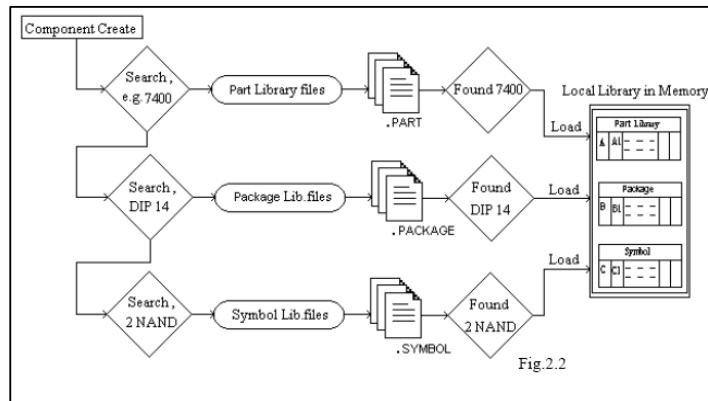 Component Create
Search,
e.g. 7400
Part Library files
.PART
Found 7400
Load
Local Library in Memory
Part Library
A A1
Search,
DIP 14
Package Lib.files
.PACKAGE
Found
DIP 14
Load
Package
B B1
Search,
2 NAND
Symbol Lib.files
.SYMBOL
Found
2 NAND
Load
Symbol
C C1
Fig.2.2